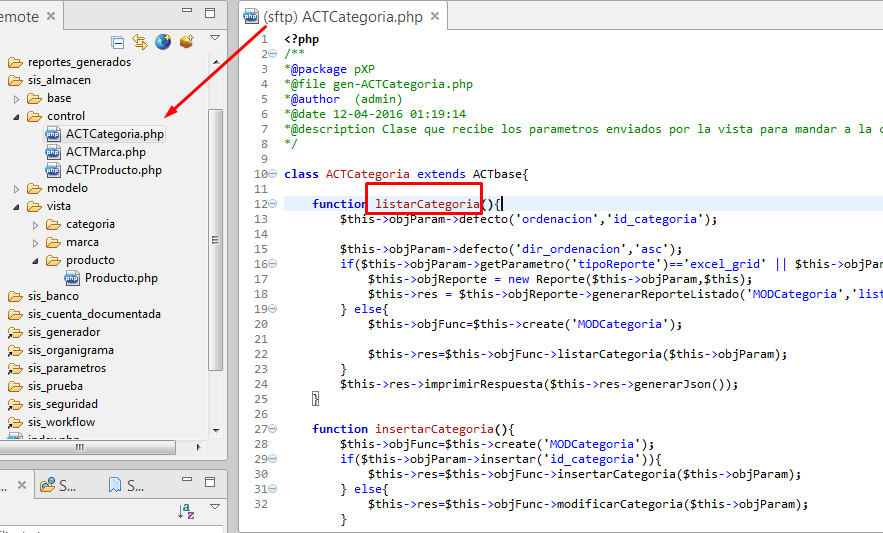 emote
reportes_generados
sis_almacen
base
control
ACTCategoria.php
ACTMarca.php
ACTProducto.php
modelo
vista
categoria
marca
producto
Producto.php
sis_banco
sis_cuenta_documentada
sis_generador
sis_organigrama
sis_parametros
sis_prueba
sis_seguridad
sis_workflow
index.php
S...
S...
(sftp) ACTCategoria.php
1 <?php
2 /**
3 *@package pXP
4 *@file gen-ACTCategoria.php
5 *@author  (admin)
6 *@date 12-04-2016 01:19:14
7 *@description Clase que recibe los parametros enviados por la vista para mandar a la c
8 */
9
10 class ACTCategoria extends ACTbase{
11
12 function listarCategoria(){
13 $this->objParam->defecto('ordenacion','id_categoria');
14
15 $this->objParam->defecto('dir_ordenacion','asc');
16 if($this->objParam->getParametro('tipoReporte')=='excel_grid' || $this->objPar
17 $this->objReporte = new Reporte($this->objParam,$this);
18 $this->res = $this->objReporte->generarReporteListado('MODCategoria','list
19 } else{
20 $this->objFunc=$this->create('MODCategoria');
21
22 $this->res=$this->objFunc->listarCategoria($this->objParam);
23 }
24 $this->res->imprimirRespuesta($this->res->generarJson());
25 }
26
27 function insertarCategoria(){
28 $this->objFunc=$this->create('MODCategoria');
29 if($this->objParam->insertar('id_categoria')){
30 $this->res=$this->objFunc->insertarCategoria($this->objParam);
31 } else{
32 $this->res=$this->objFunc->modificarCategoria($this->objParam);
}